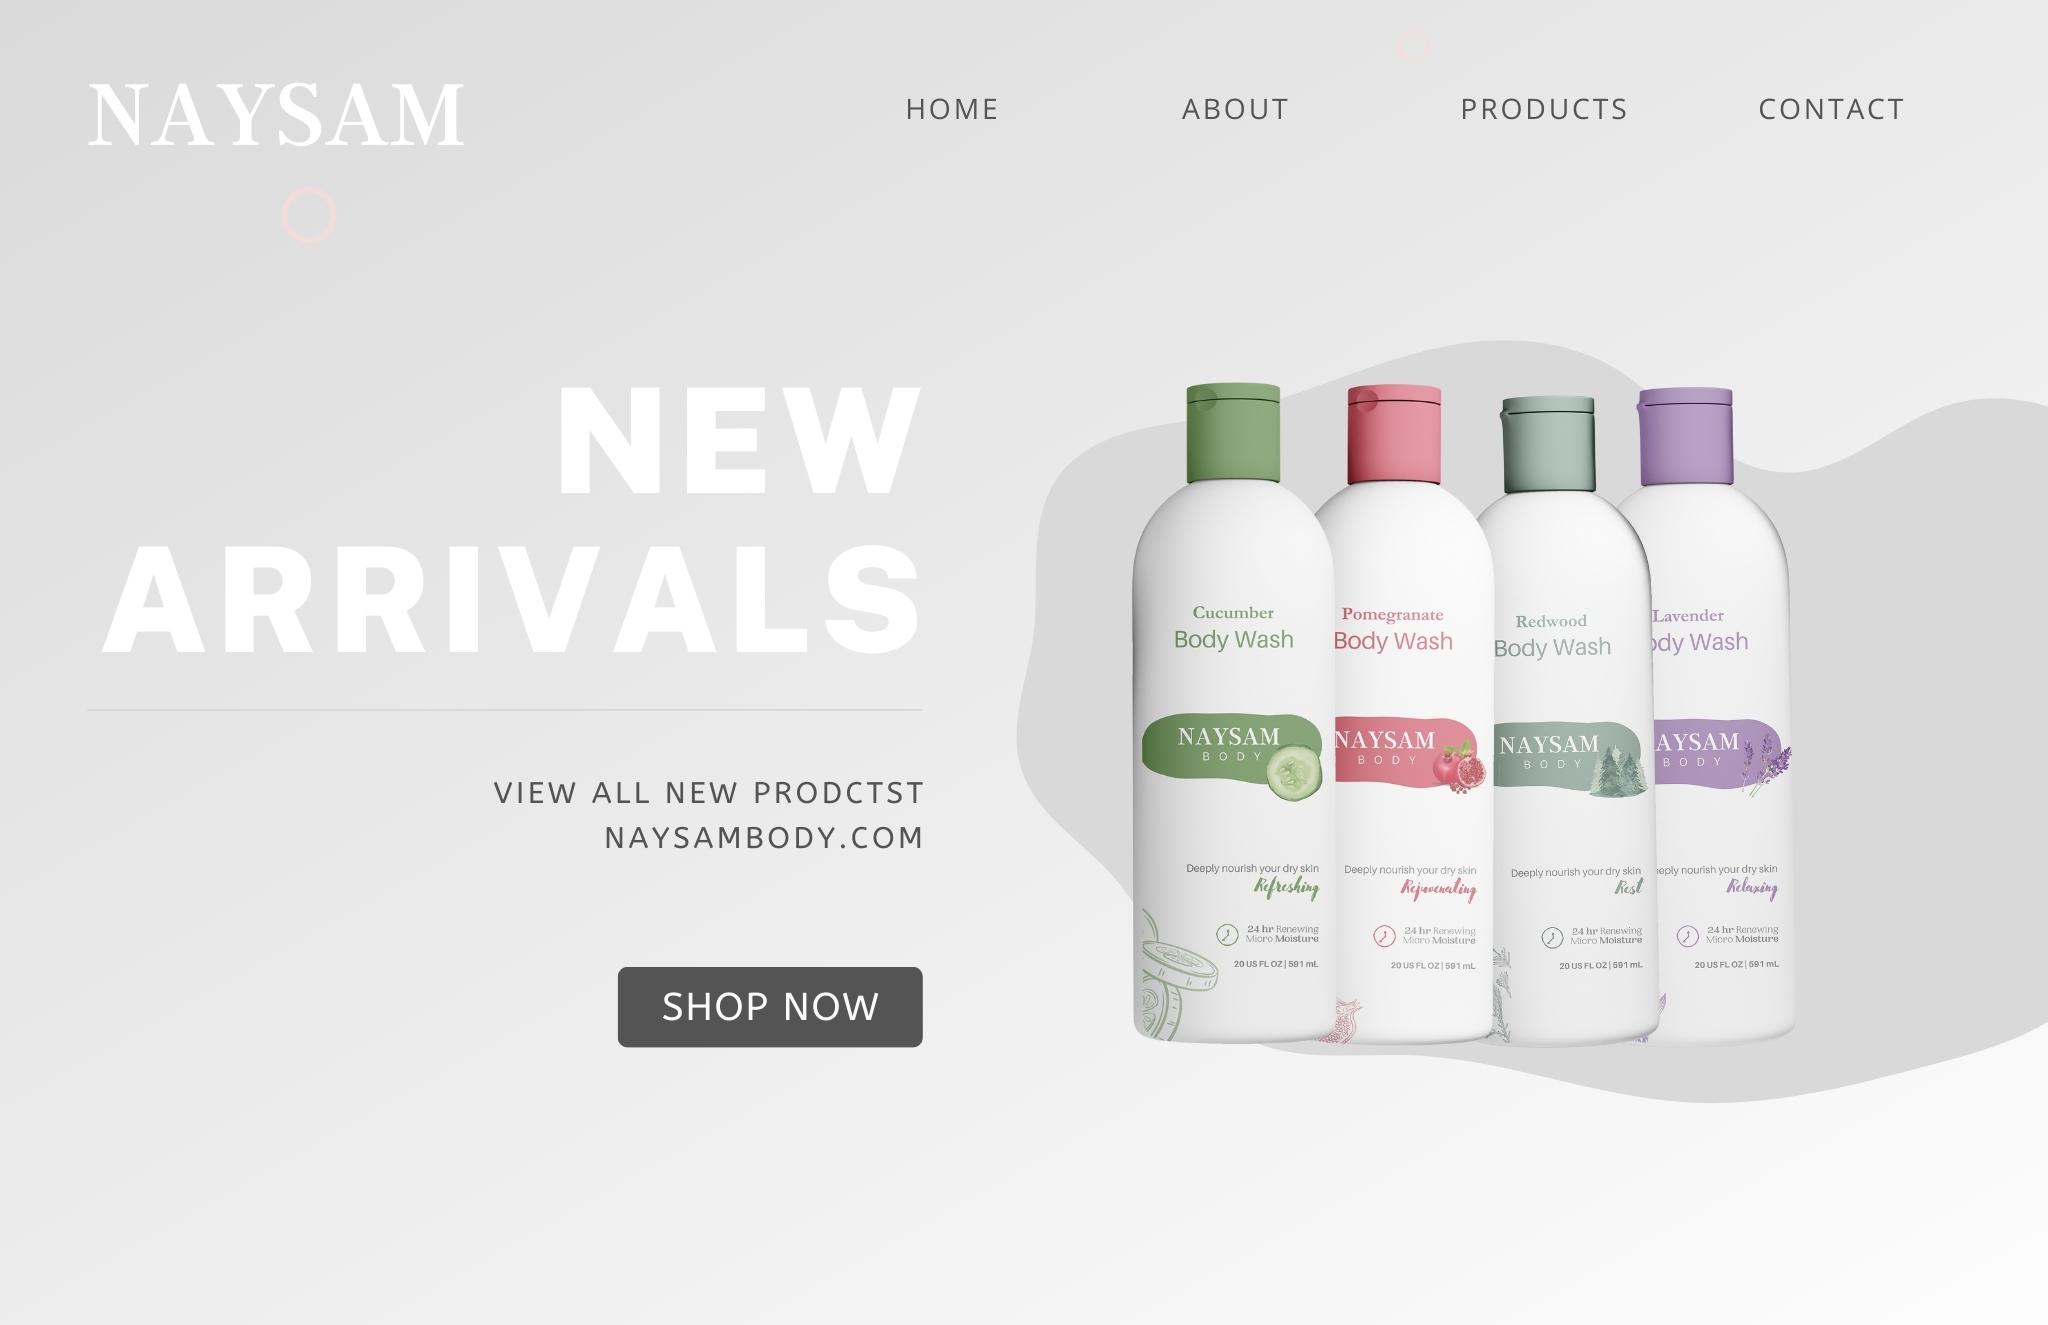 NAYSAM
HOME
ABOUT
PRODUCTS
CONTACT
NEW
ARRIVALS
VIEW ALL NEW PRODCTST
NAYSAMBODY.COM
SHOP NOW
Cucumber
Body Wash
NAYSAM
BODY
Deeply nourish your dry skin
Refreshing
24 hr Renewing
Micro Moisture
20 US FL OZ | 591 mL
Pomegranate
Body Wash
NAYSAM
BODY
Deeply nourish your dry skin
Rejuvenating
24 hr Renewing
Micro Moisture
20 US FL OZ | 591 mL
Redwood
Body Wash
NAYSAM
BODY
Deeply nourish your dry skin
Rest
24 hr Renewing
Micro Moisture
20 US FL OZ | 591 mL
Lavender
ody Wash
AYSAM
BODY
eeply nourish your dry skin
Relaxing
24 hr Renewing
Micro Moisture
20 US FL OZ | 591 mL